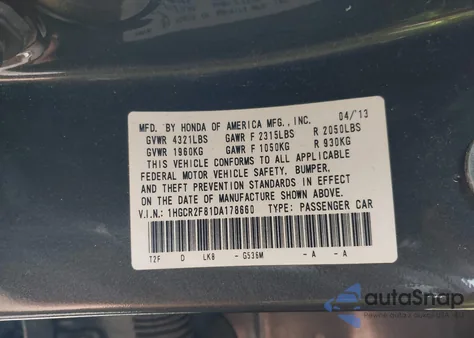 MFD. BY HONDA OF AMERICA MFG., INC. 04/'13
GVWR 4321LBS GAWR F 2315LBS R 2050LBS
GVWR 1960KG GAWR F 1050KG R 930KG
THIS VEHICLE CONFORMS TO ALL APPLICABLE
FEDERAL MOTOR VEHICLE SAFETY, BUMPER,
AND THEFT PREVENTION STANDARDS IN EFFECT
ON THE DATE OF MANUFACTURE SHOWN ABOVE.
V.I.N.: 1HGCR2F81DA178660 TYPE: PASSENGER CAR
T2F D LK8 - G536M - A - A
autoSnap